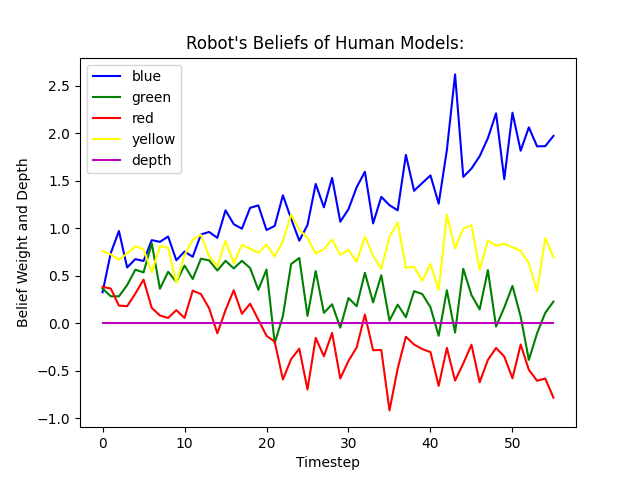 Robot's Beliefs of Human Models:
blue
green
red
yellow
depth
Belief Weight and Depth
2.5
2.0
1.5
1.0
0.5
0.0
−0.5
−1.0
0 10 20 30 40 50
Timestep